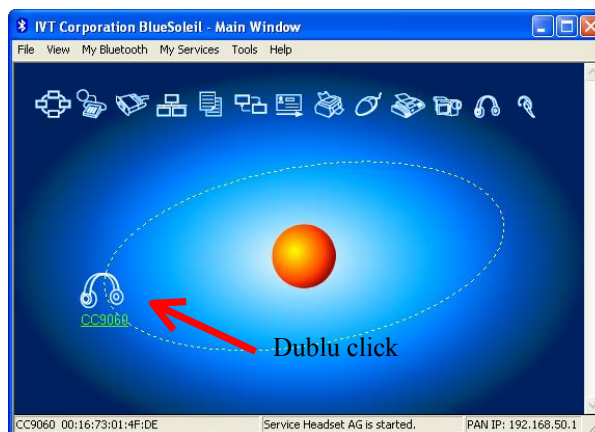 IVT Corporation BlueSoleil - Main Window
File View My Bluetooth My Services Tools Help
CC9060
Dublu click
CC9060 00:16:73:01:4F:DE Service Headset AG is started. PAN IP: 192.168.50.1